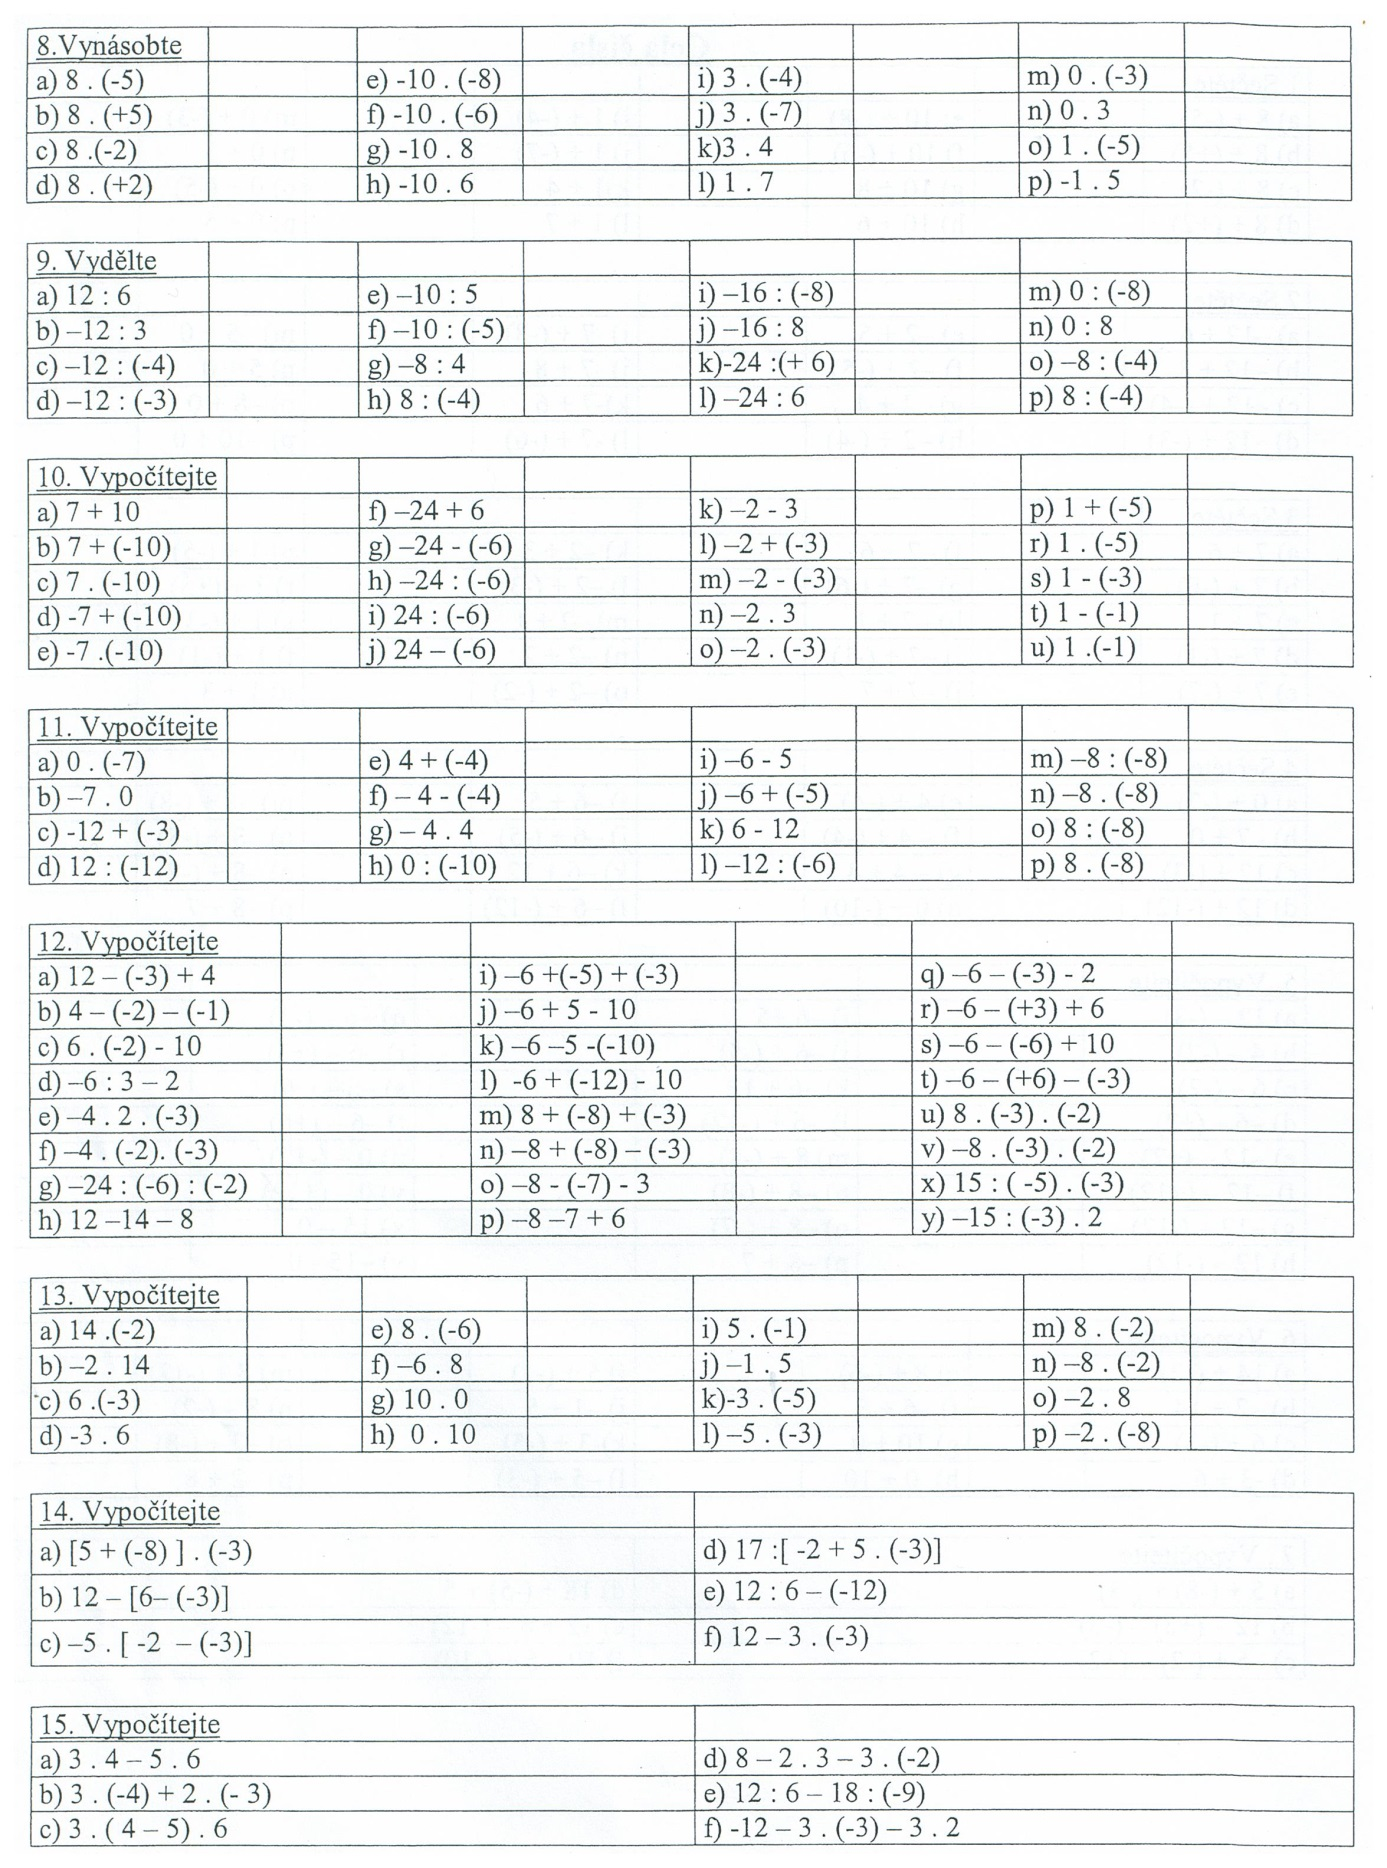 8.Vynásobte
a) 8 . (-5) e) -10 . (-8) i) 3 . (-4) m) 0 . (-3)
b) 8 . (+5) f) -10 . (-6) j) 3 . (-7) n) 0 . 3
c) 8 .(-2) g) -10 . 8 k)3 . 4 o) 1 . (-5)
d) 8 . (+2) h) -10 . 6 l) 1 . 7 p) -1 . 5
9. Vydělte
a) 12 : 6 e) –10 : 5 i) –16 : (-8) m) 0 : (-8)
b) –12 : 3 f) –10 : (-5) j) –16 : 8 n) 0 : 8
c) –12 : (-4) g) –8 : 4 k)-24 :(+ 6) o) –8 : (-4)
d) –12 : (-3) h) 8 : (-4) l) –24 : 6 p) 8 : (-4)
10. Vypočítejte
a) 7 + 10 f) –24 + 6 k) –2 - 3 p) 1 + (-5)
b) 7 + (-10) g) –24 - (-6) l) –2 + (-3) r) 1 . (-5)
c) 7 . (-10) h) –24 : (-6) m) –2 - (-3) s) 1 - (-3)
d) -7 + (-10) i) 24 : (-6) n) –2 . 3 t) 1 - (-1)
e) -7 .(-10) j) 24 – (-6) o) –2 . (-3) u) 1 .(-1)
11. Vypočítejte
a) 0 . (-7) e) 4 + (-4) i) –6 - 5 m) –8 : (-8)
b) –7 . 0 f) – 4 - (-4) j) –6 + (-5) n) –8 . (-8)
c) -12 + (-3) g) – 4 . 4 k) 6 - 12 o) 8 : (-8)
d) 12 : (-12) h) 0 : (-10) l) –12 : (-6) p) 8 . (-8)
12. Vypočítejte
a) 12 – (-3) + 4 i) –6 +(-5) + (-3) q) –6 – (-3) - 2
b) 4 – (-2) – (-1) j) –6 + 5 - 10 r) –6 – (+3) + 6
c) 6 . (-2) - 10 k) –6 –5 -(-10) s) –6 – (-6) + 10
d) –6 : 3 – 2 l) -6 + (-12) - 10 t) –6 – (+6) – (-3)
e) –4 . 2 . (-3) m) 8 + (-8) + (-3) u) 8 . (-3) . (-2)
f) –4 . (-2). (-3) n) –8 + (-8) – (-3) v) –8 . (-3) . (-2)
g) –24 : (-6) : (-2) o) –8 - (-7) - 3 x) 15 : ( -5) . (-3)
h) 12 –14 – 8 p) –8 –7 + 6 y) –15 : (-3) . 2
13. Vypočítejte
a) 14 .(-2) e) 8 . (-6) i) 5 . (-1) m) 8 . (-2)
b) –2 . 14 f) –6 . 8 j) –1 . 5 n) –8 . (-2)
c) 6 .(-3) g) 10 . 0 k)-3 . (-5) o) –2 . 8
d) -3 . 6 h) 0 . 10 l) –5 . (-3) p) –2 . (-8)
14. Vypočítejte
a) [5 + (-8) ] . (-3) d) 17 :[ -2 + 5 . (-3)]
b) 12 – [6– (-3)] e) 12 : 6 – (-12)
c) –5 . [ -2 – (-3)] f) 12 – 3 . (-3)
15. Vypočítejte
a) 3 . 4 – 5 . 6 d) 8 – 2 . 3 – 3 . (-2)
b) 3 . (-4) + 2 . (- 3) e) 12 : 6 – 18 : (-9)
c) 3 . ( 4 – 5) . 6 f) -12 – 3 . (-3) – 3 . 2